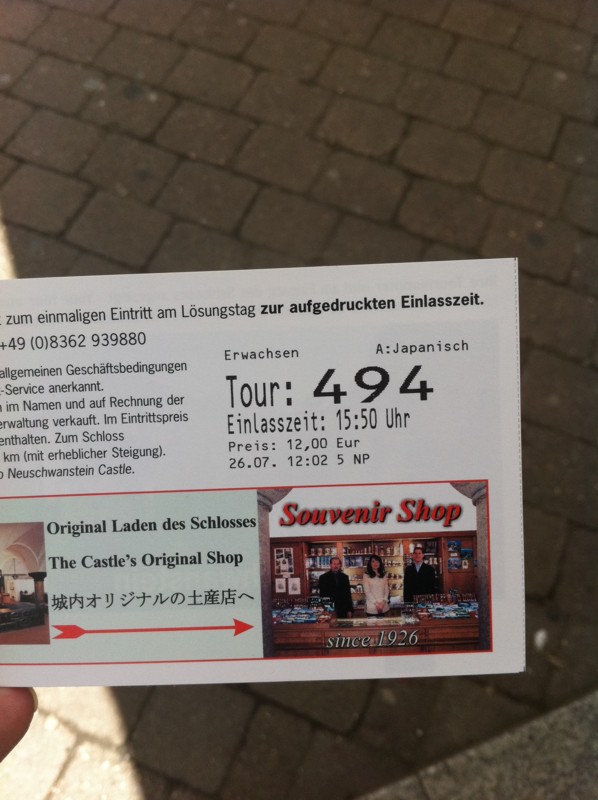 zum einmaligen Eintritt am Lösungstag zur aufgedruckten Einlasszeit.
+49 (0)8362 939880
allgemeinen Geschäftsbedingungen
-Service anerkannt.
im Namen und auf Rechnung der
erwaltung verkauft. Im Eintrittspreis
enthalten. Zum Schloss
km (mit erheblicher Steigung).
Neuschwanstein Castle.
Erwachsen A:Japanisch
Tour: 494
Einlasszeit: 15:50 Uhr
Preis: 12,00 Eur
26.07. 12:02 5 NP
Original Laden des Schlosses
The Castle's Original Shop
城内オリジナルの土産店へ
Souvenir Shop
since 1926